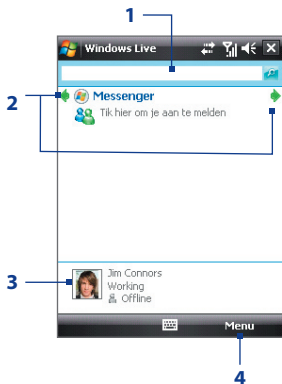 1
Windows Live
2
Messenger
Tik hier om je aan te melden
3
Jim Connors
Working
Offline
Menu
4